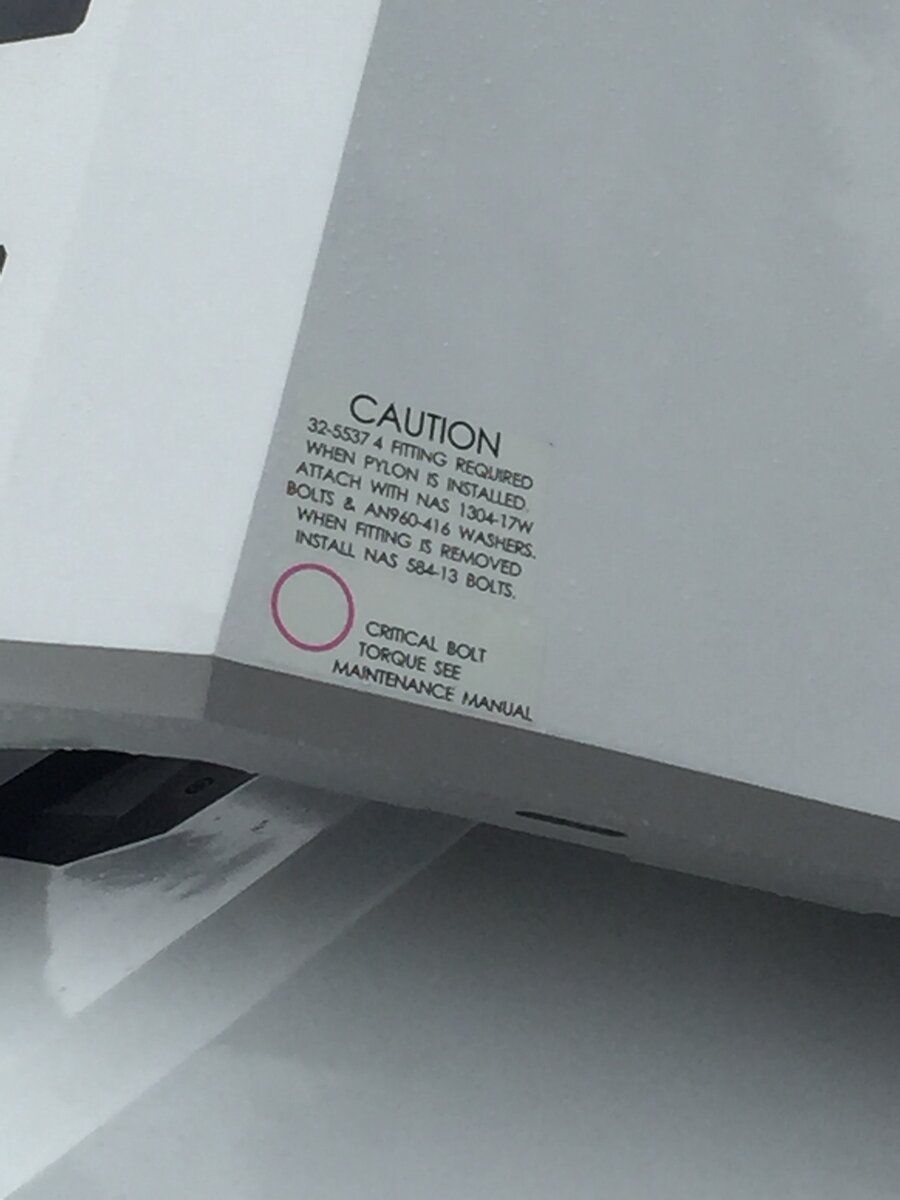 CAUTION
32-5537 4 FITTING REQUIRED
WHEN PYLON IS INSTALLED.
ATTACH WITH NAS 1304-17W
BOLTS & AN960-416 WASHERS.
WHEN FITTING IS REMOVED
INSTALL NAS 584-13 BOLTS.
CRITICAL BOLT
TORQUE SEE
MAINTENANCE MANUAL